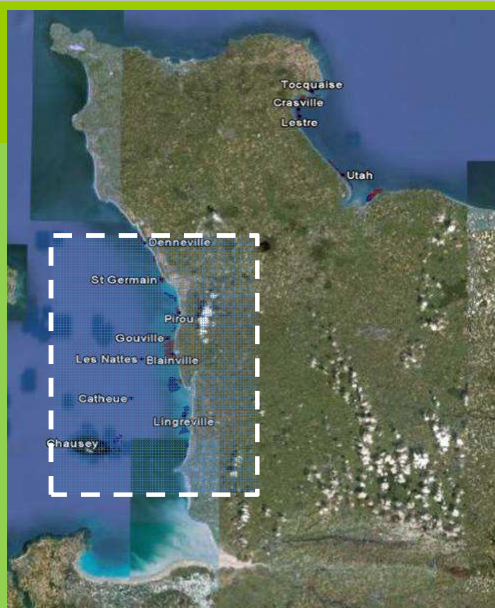 Tocquaise
Crasville
Lestre
Utah
Denneville
St Germain
Pirou
Gouville
Les Nattes
Blainville
Catheue
Lingreville
Chausey